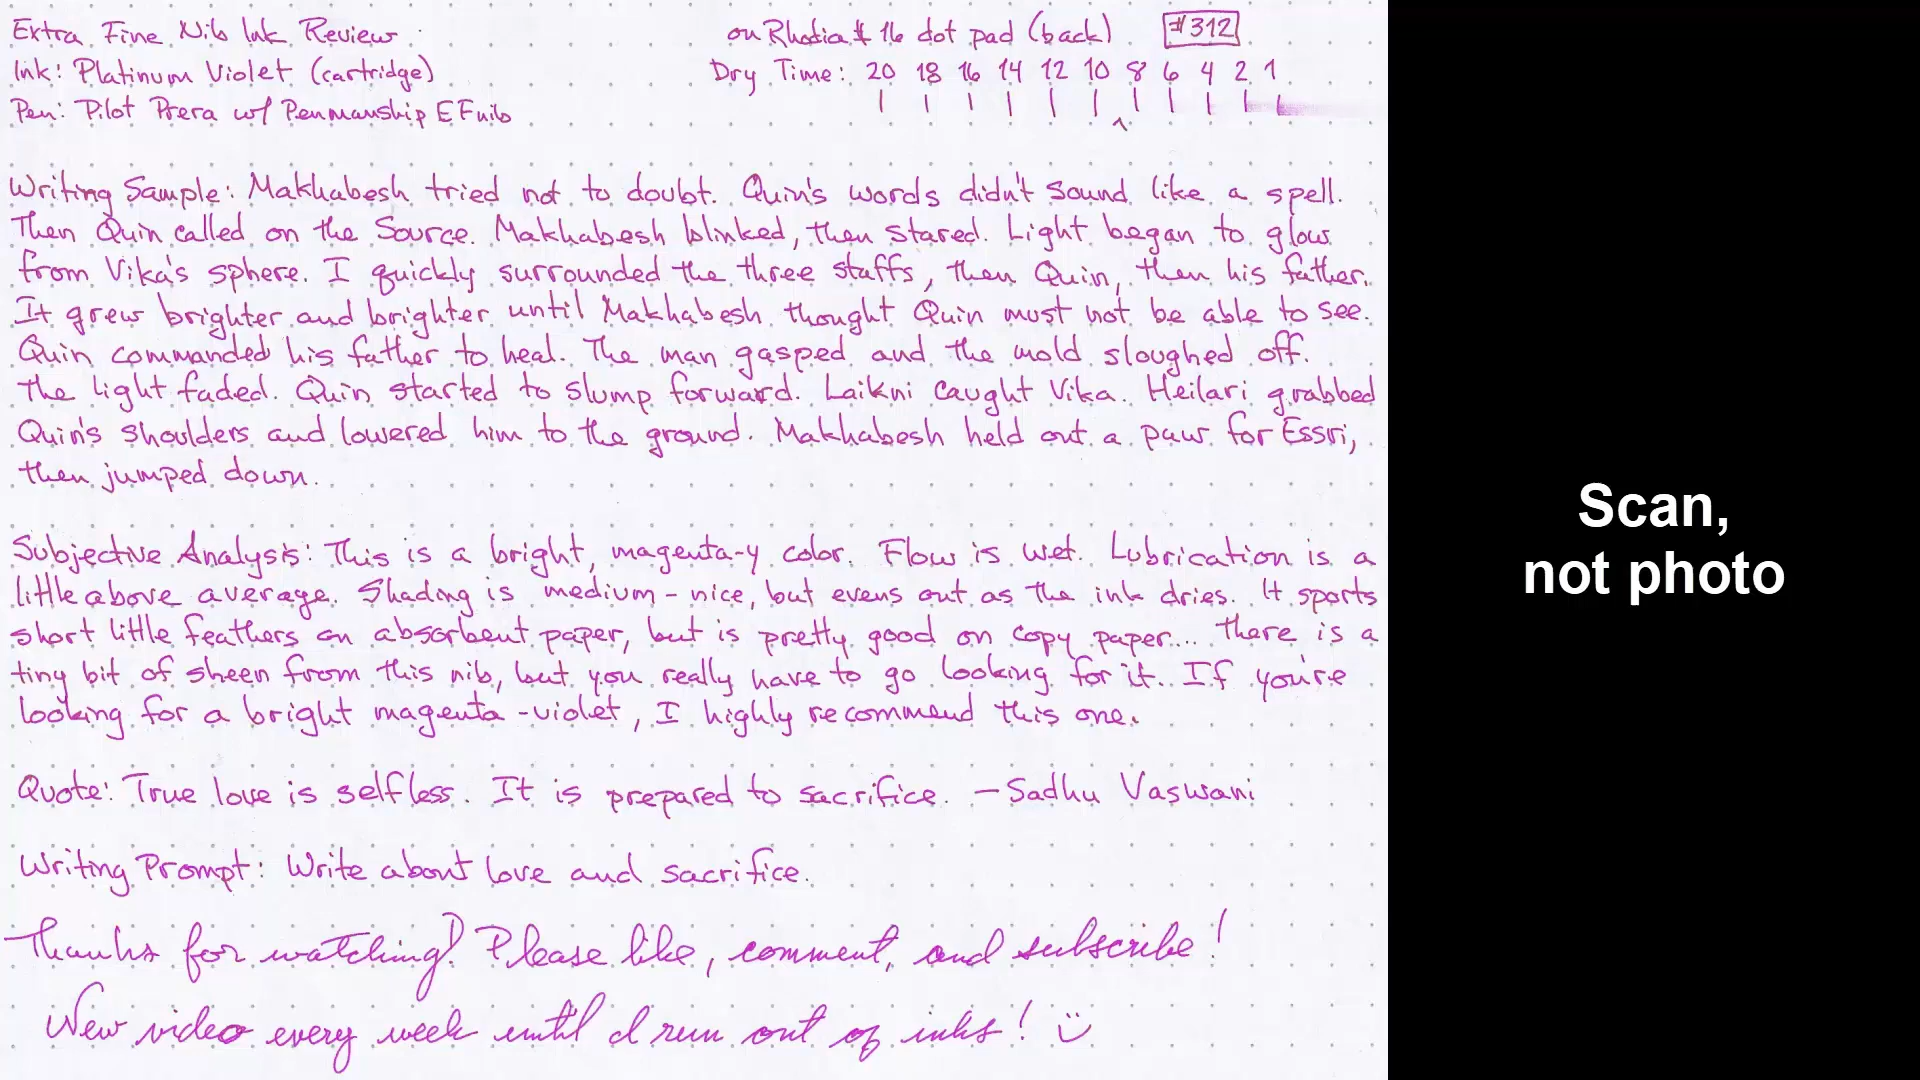 Extra Fine Nib Ink Review
on Rhodia # 16 dot pad (back) #312
Ink: Platinum Violet (cartridge)
Dry Time: 20 18 16 14 12 10 8 6 4 2 1
Pen: Pilot Prera w/ Penmanship EF nib
Writing Sample: Makhabesh tried not to doubt. Quin's words didn't sound like a spell.
Then Quin called on the Source. Makhabesh blinked, then stared. Light began to glow
from Vika's sphere. I quickly surrounded the three staffs, then Quin, then his father.
It grew brighter and brighter until Makhabesh thought Quin must not be able to see.
Quin commanded his father to heal. The man gasped and the mold sloughed off.
The light faded. Quin started to slump forward. Laikni caught Vika. Heilari grabbed
Quin's shoulders and lowered him to the ground. Makhabesh held out a paw for Essri,
then jumped down.
Subjective Analysis: This is a bright, magenta-y color. Flow is wet. Lubrication is a
little above average. Shading is medium - nice, but evens out as the ink dries. It sports
short little feathers on absorbent paper, but is pretty good on copy paper... There is a
tiny bit of sheen from this nib, but you really have to go looking for it. If you're
looking for a bright magenta-violet, I highly recommend this one.
Quote: True love is selfless. It is prepared to sacrifice. - Sadhu Vaswani
Writing Prompt: Write about love and sacrifice.
Thanks for watching! Please like, comment, and subscribe!
New video every week until I run out of inks! :)
Scan,
not photo